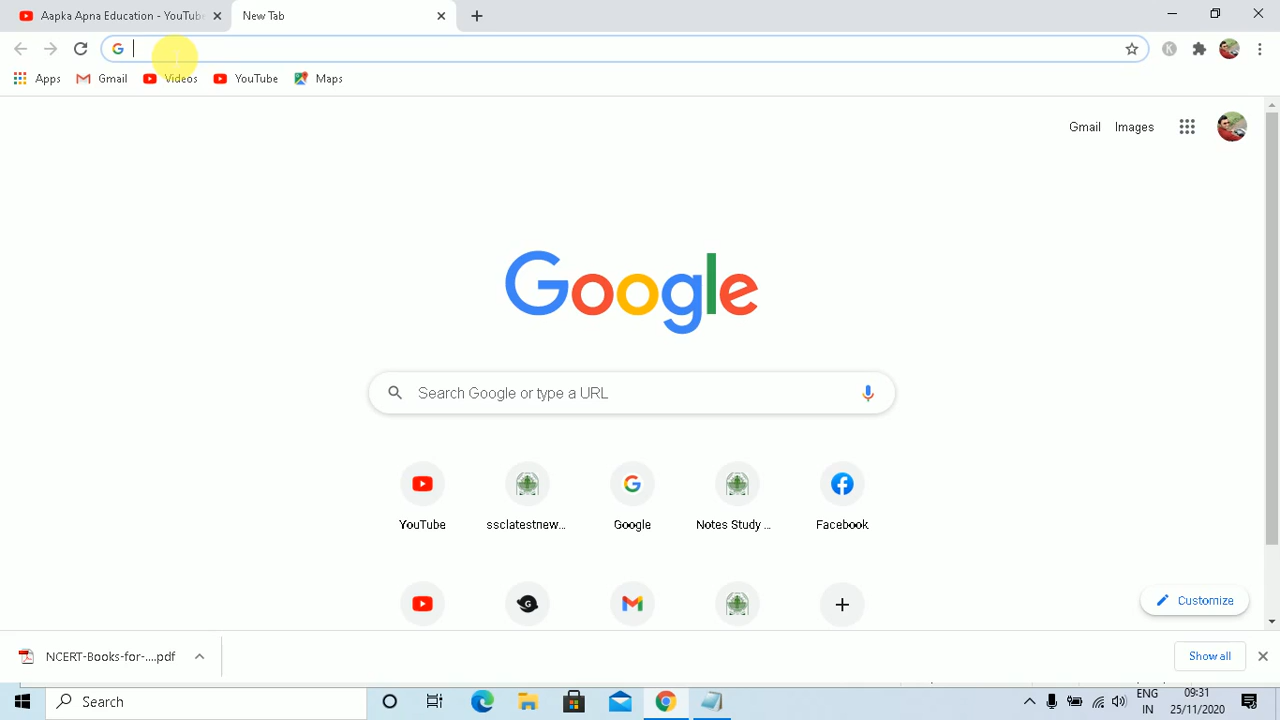 Aapka Apna Education - YouTube
New Tab
Apps
Gmail
Videos
YouTube
Maps
K
Gmail
Images
Google
Search Google or type a URL
YouTube
ssclatestnew...
Google
Notes Study ...
Facebook
Customize
NCERT-Books-for-....pdf
Show all
Search
ENG
IN
09:31
25/11/2020